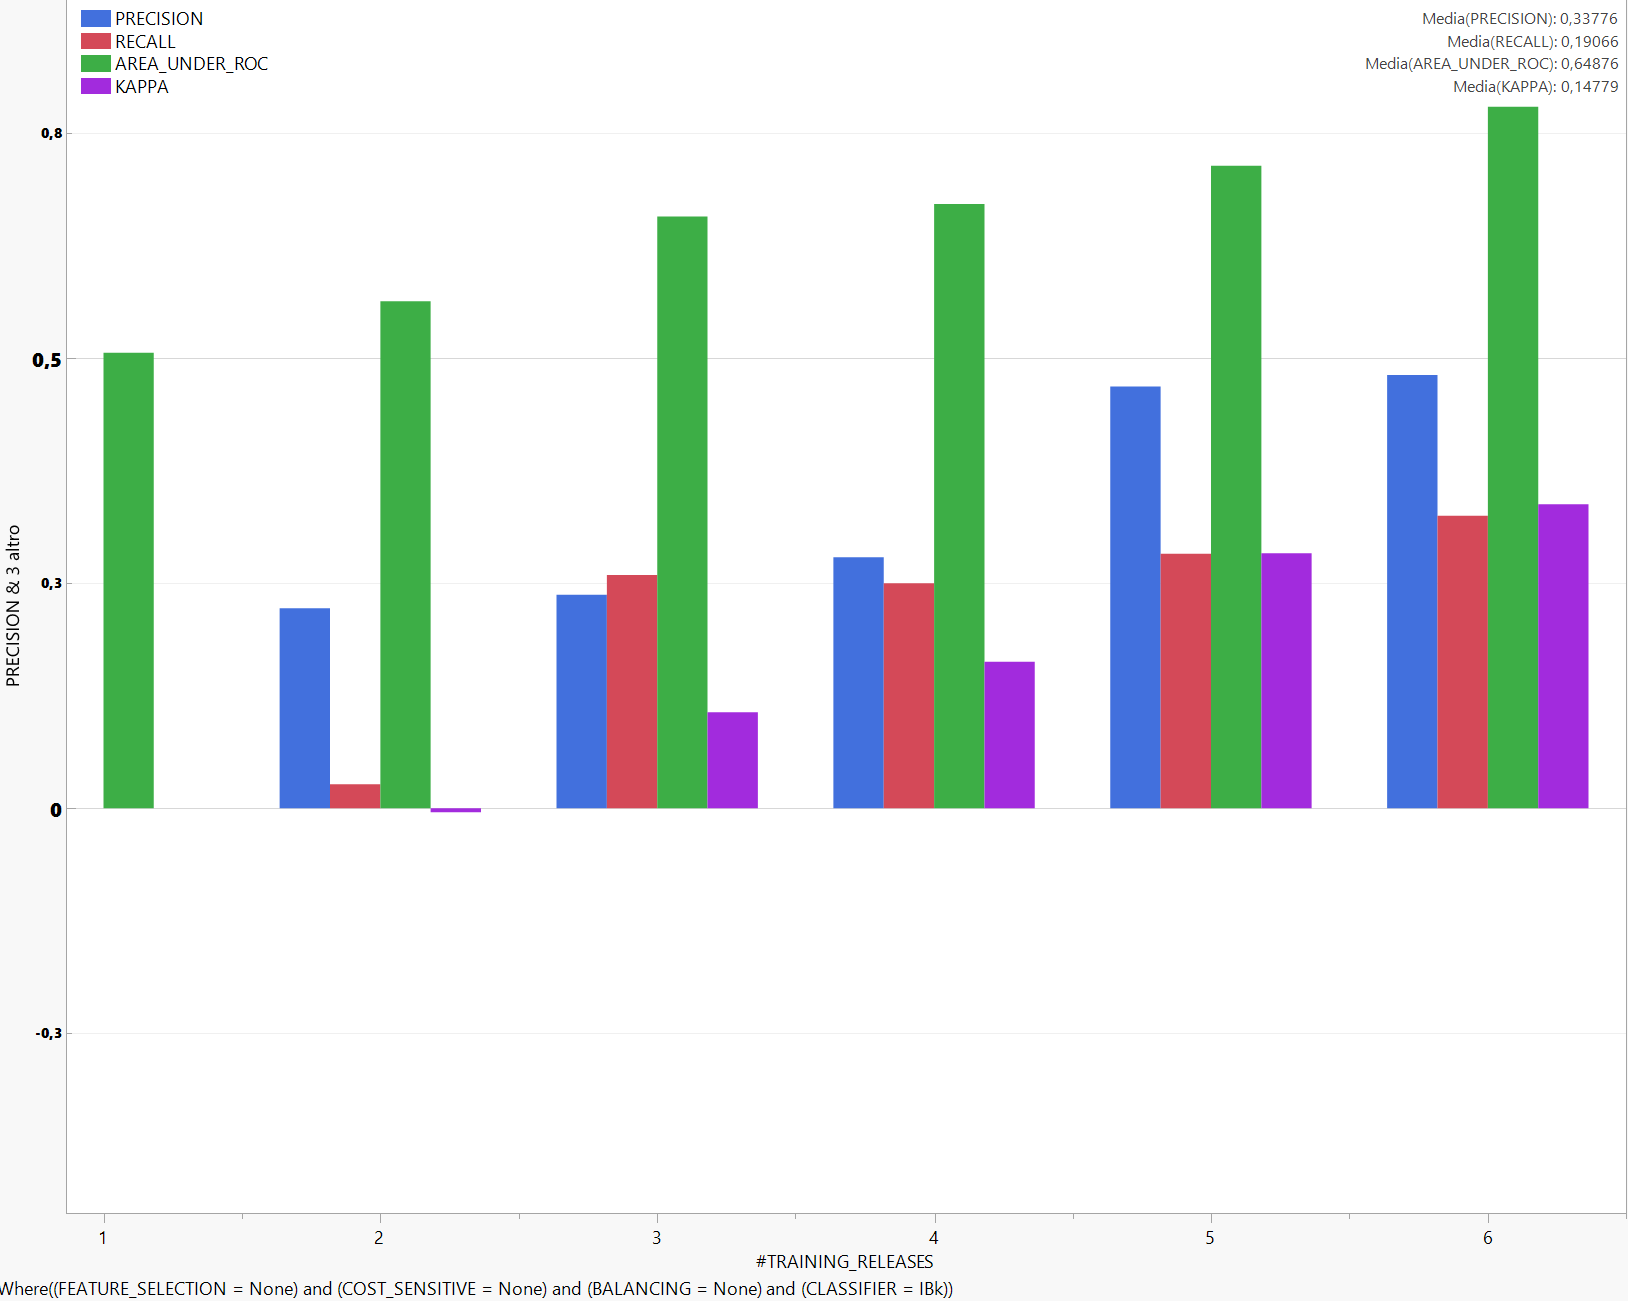 PRECISION
RECALL
AREA_UNDER_ROC
KAPPA
Media(PRECISION): 0,33776
Media(RECALL): 0,19066
Media(AREA_UNDER_ROC): 0,64876
Media(KAPPA): 0,14779
0,8
0,5
0,3
0
-0,3
PRECISION & 3 altro
1 2 3 4 5 6
#TRAINING_RELEASES
Where((FEATURE_SELECTION = None) and (COST_SENSITIVE = None) and (BALANCING = None) and (CLASSIFIER = IBk))